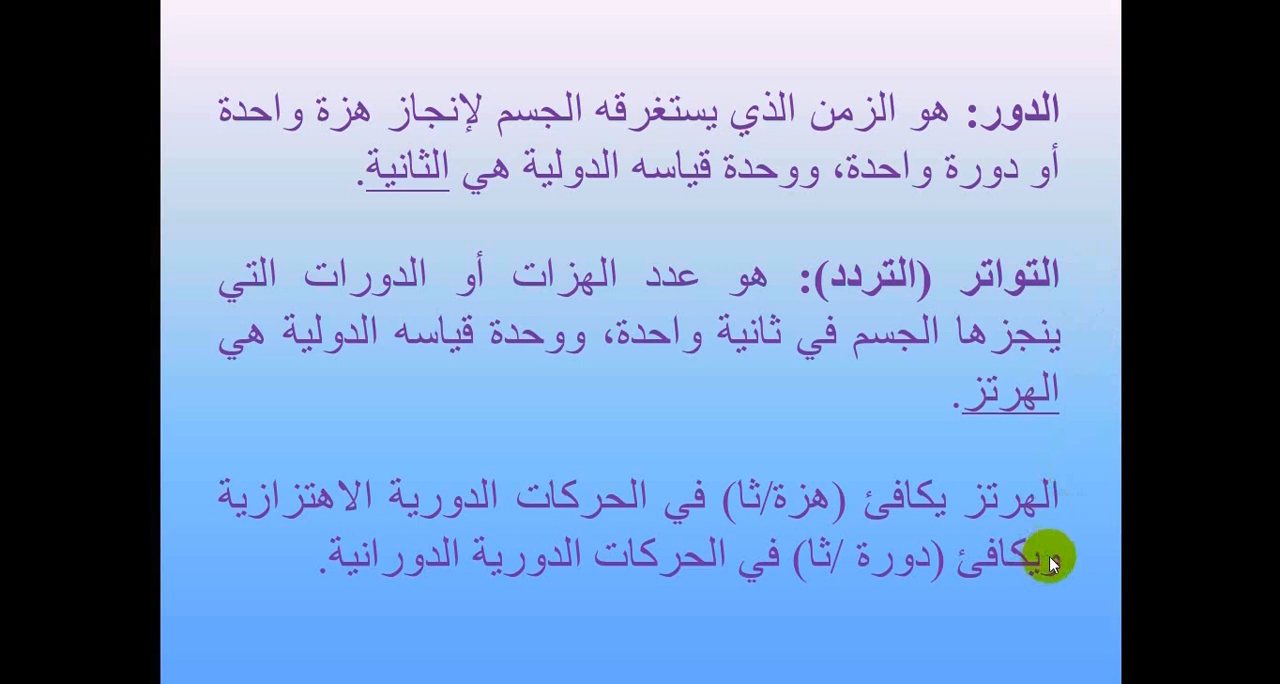 الدور: هو الزمن الذي يستغرقه الجسم لإنجاز هزة واحدة
أو دورة واحدة، ووحدة قياسه الدولية هي الثانية.
التواتر (التردد): هو عدد الهزات أو الدورات التي
ينجزها الجسم في ثانية واحدة، ووحدة قياسه الدولية هي
الهرتز.
الهرتز يكافئ (هزة/ثا) في الحركات الدورية الاهتزازية
ويكافئ (دورة /ثا) في الحركات الدورية الدورانية.